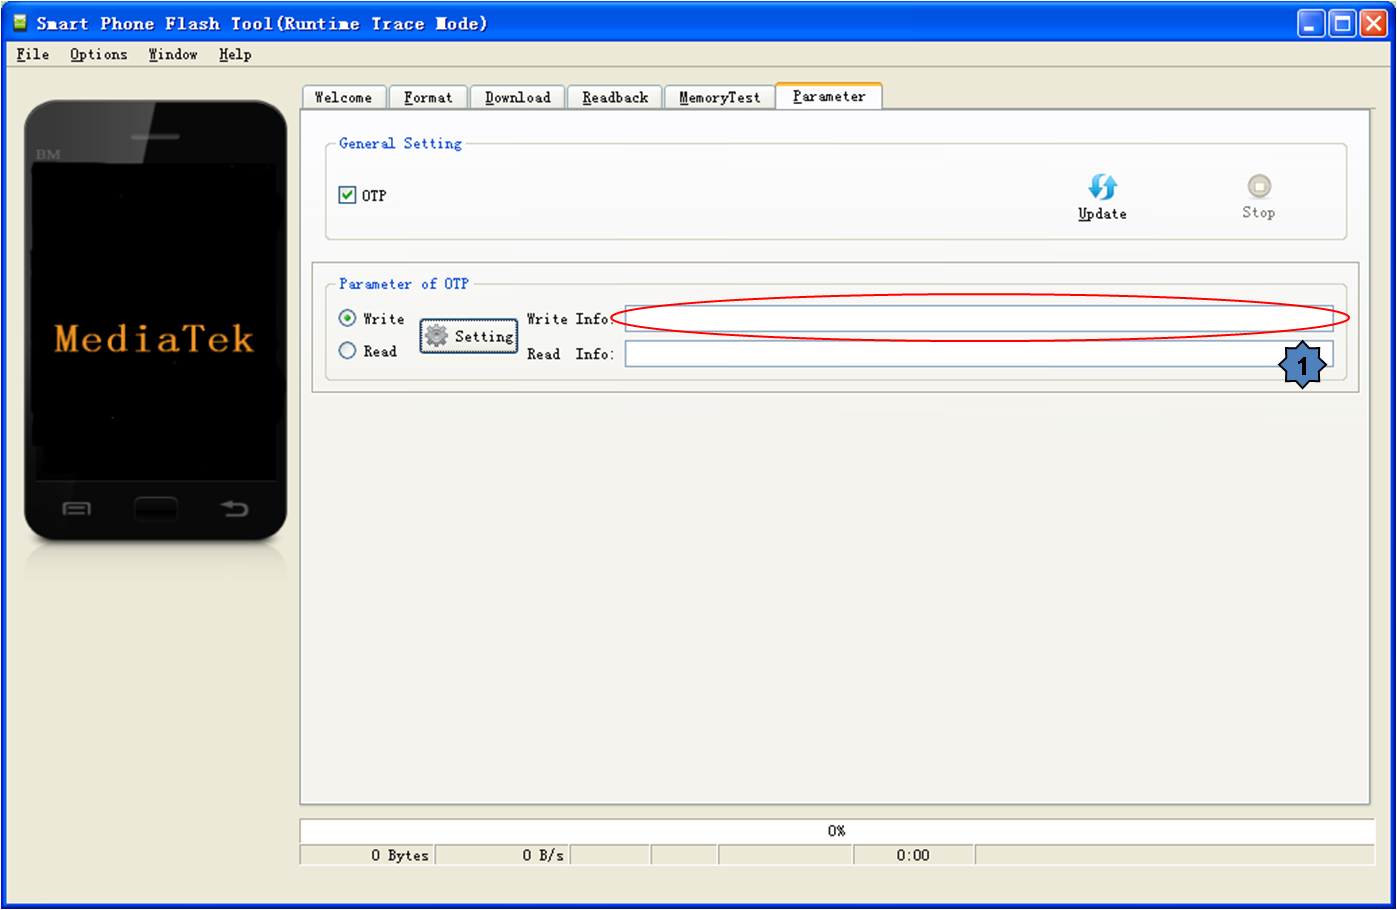 Smart Phone Flash Tool(Runtime Trace Mode)
File Options Window Help
Welcome Format Download Readback MemoryTest Parameter
BM
General Setting
OTP
Update Stop
MediaTek
Parameter of OTP
Write Setting Write Info:
Read Read Info:
1
0%
0 Bytes 0 B/s 0:00